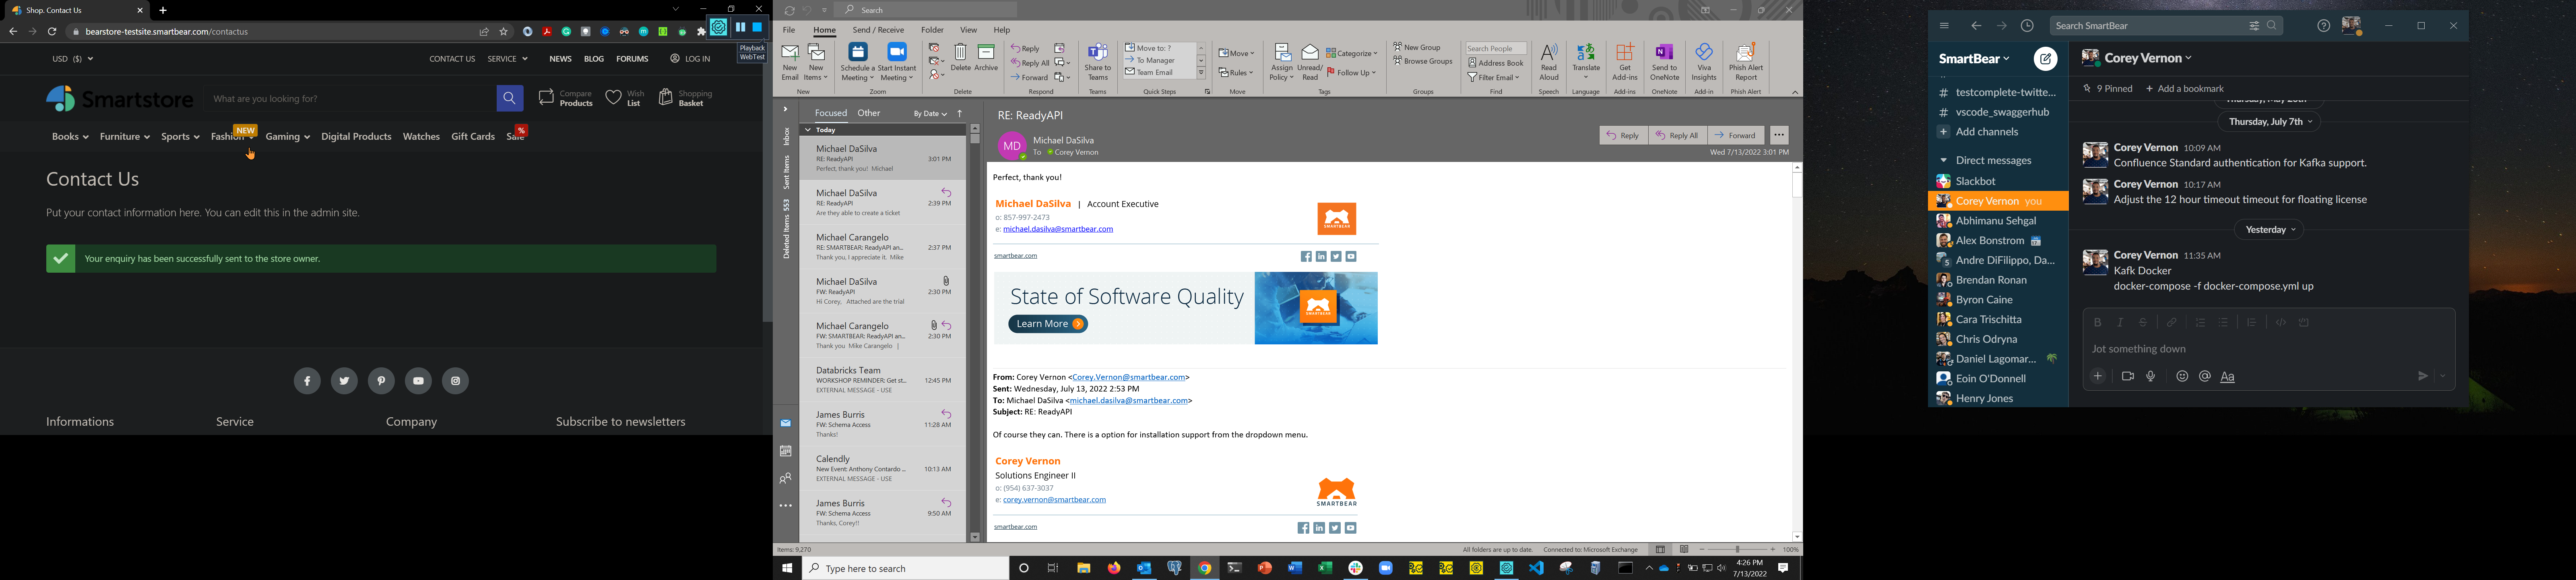 Shop. Contact Us
bearstore-testsite.smartbear.com/contactus
Playback
WebTest
USD ($)
CONTACT US SERVICE NEWS BLOG FORUMS LOG IN
Smartstore
What are you looking for?
Compare
Products
Wish
List
Shopping
Basket
NEW
%
Books Furniture Sports Fashion Gaming Digital Products Watches Gift Cards Sale
Contact Us
Put your contact information here. You can edit this in the admin site.
Your enquiry has been successfully sent to the store owner.
Informations Service Company Subscribe to newsletters
Search
File Home Send / Receive Folder View Help
New
Email
New
Items
New
Schedule a
Meeting
Start Instant
Meeting
Zoom
Delete
Archive
Delete
Reply
Reply All
Forward
Respond
Share to
Teams
Teams
Move to: ?
To Manager
Team Email
Quick Steps
Move
Rules
Move
Assign
Policy
Unread/
Read
Categorize
Follow Up
Tags
New Group
Browse Groups
Groups
Search People
Address Book
Filter Email
Find
Read
Aloud
Speech
Translate
Language
Get
Add-ins
Add-ins
Send to
OneNote
OneNote
Viva
Insights
Add-in
Phish Alert
Report
Phish Alert
Inbox
Sent Items
Deleted Items 553
Focused Other By Date
Today
Michael DaSilva
RE: ReadyAPI 3:01 PM
Perfect, thank you! Michael
Michael DaSilva
RE: ReadyAPI 2:39 PM
Are they able to create a ticket
Michael Carangelo
RE: SMARTBEAR: ReadyAPI an... 2:37 PM
Thank you, I appreciate it. Mike
Michael DaSilva
FW: ReadyAPI 2:30 PM
Hi Corey, Attached are the trial
Michael Carangelo
FW: SMARTBEAR: ReadyAPI an... 2:30 PM
Thank you Mike Carangelo |
Databricks Team
WORKSHOP REMINDER: Get st... 12:45 PM
EXTERNAL MESSAGE - USE
James Burris
FW: Schema Access 11:28 AM
Thanks!
Calendly
New Event: Anthony Contardo ... 10:13 AM
EXTERNAL MESSAGE - USE
James Burris
FW: Schema Access 9:50 AM
Thanks, Corey!!
RE: ReadyAPI
MD
Michael DaSilva
To Corey Vernon
Reply Reply All Forward
Wed 7/13/2022 3:01 PM
Perfect, thank you!
Michael DaSilva | Account Executive
o: 857-997-2473
e: michael.dasilva@smartbear.com
SMARTBEAR
smartbear.com
State of Software Quality
Learn More
SMARTBEAR
From: Corey Vernon <Corey.Vernon@smartbear.com>
Sent: Wednesday, July 13, 2022 2:53 PM
To: Michael DaSilva <michael.dasilva@smartbear.com>
Subject: RE: ReadyAPI
Of course they can. There is a option for installation support from the dropdown menu.
Corey Vernon
Solutions Engineer II
o: (954) 637-3037
e: corey.vernon@smartbear.com
SMARTBEAR
smartbear.com
Items: 9,270
All folders are up to date. Connected to: Microsoft Exchange 100%
Type here to search
4:26 PM
7/13/2022
Search SmartBear
SmartBear
# testcomplete-twitte...
# vscode_swaggerhub
+ Add channels
Direct messages
Slackbot
Corey Vernon you
Abhimanu Sehgal
Alex Bonstrom
5 Andre DiFilippo, Da...
Brendan Ronan
Byron Caine
Cara Trischitta
Chris Odryna
Daniel Lagomar...
Eoin O'Donnell
Henry Jones
Corey Vernon
9 Pinned + Add a bookmark
Thursday, July 7th
Corey Vernon 10:09 AM
Confluence Standard authentication for Kafka support.
Corey Vernon 10:17 AM
Adjust the 12 hour timeout timeout for floating license
Yesterday
Corey Vernon 11:35 AM
Kafk Docker
docker-compose -f docker-compose.yml up
Jot something down
Aa